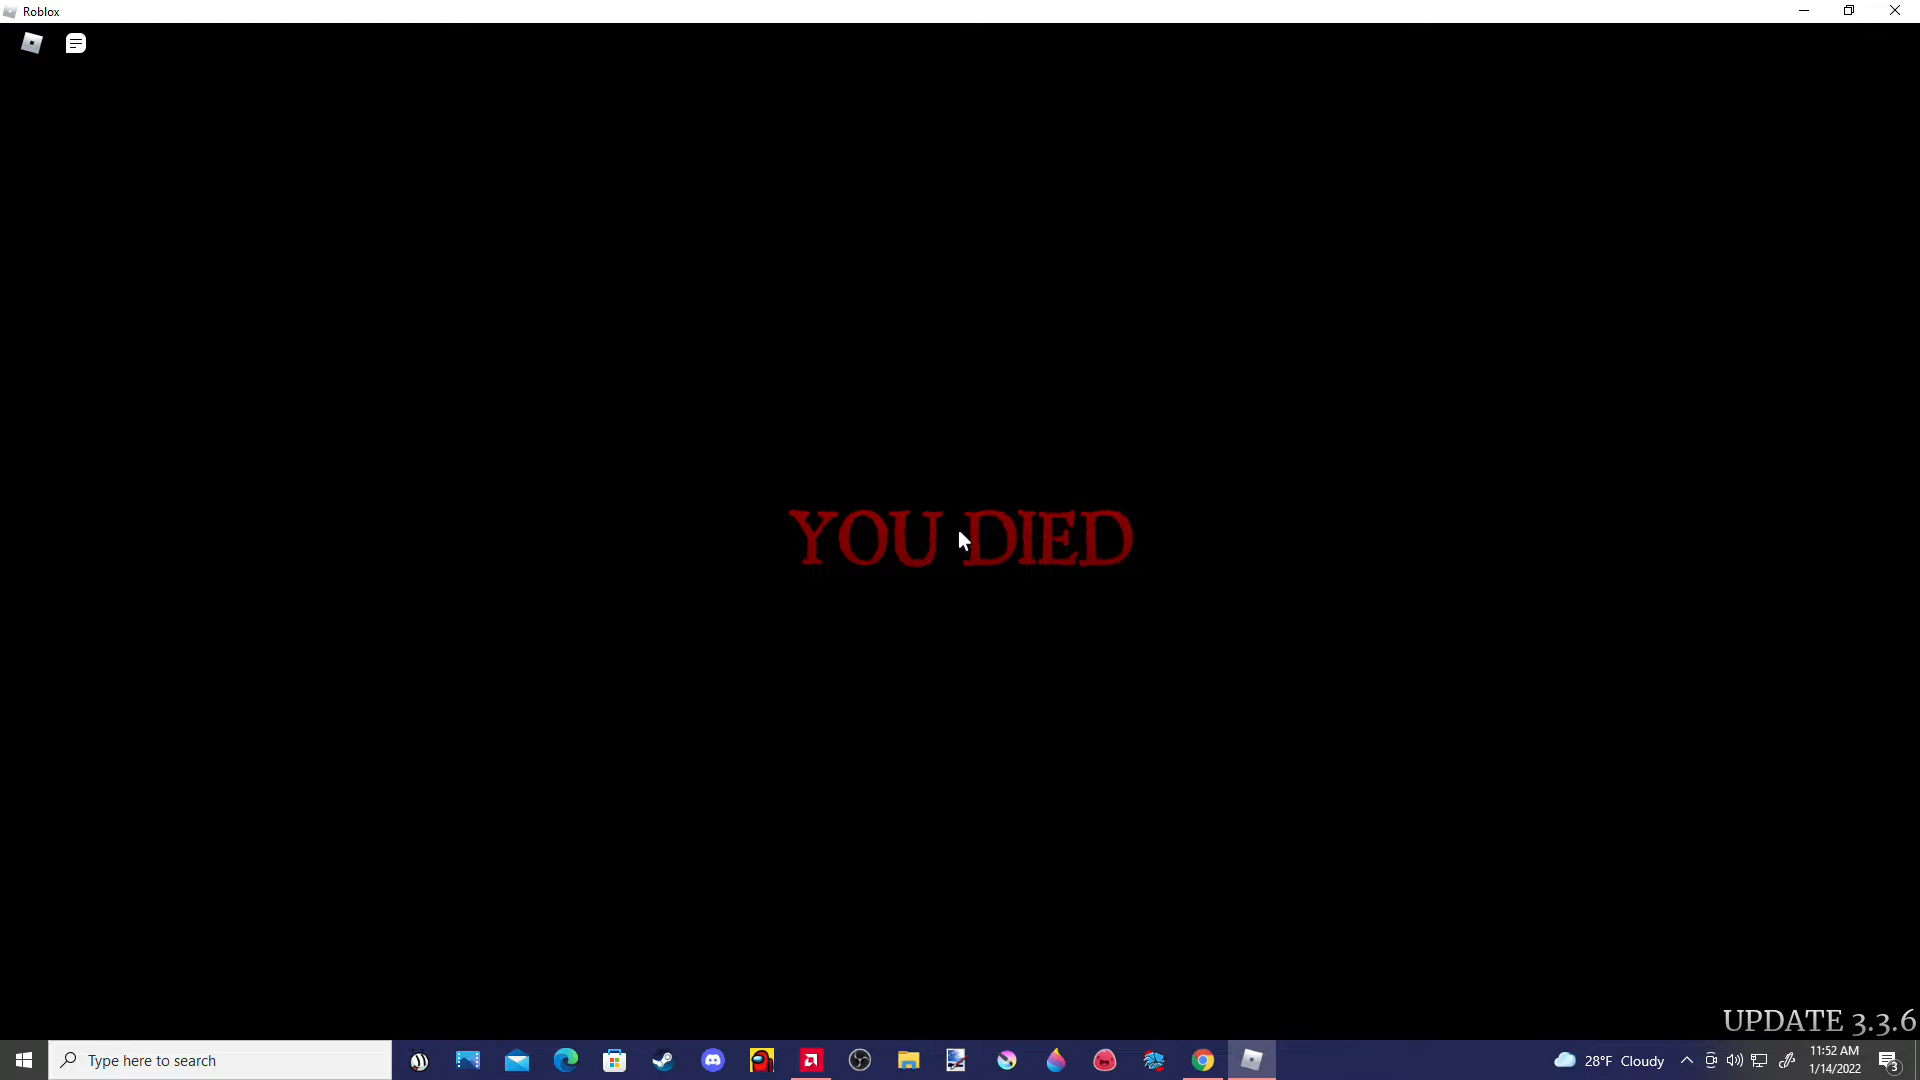 Roblox
YOU DIED
UPDATE 3.3.6
Type here to search
28°F Cloudy
11:52 AM
1/14/2022
3